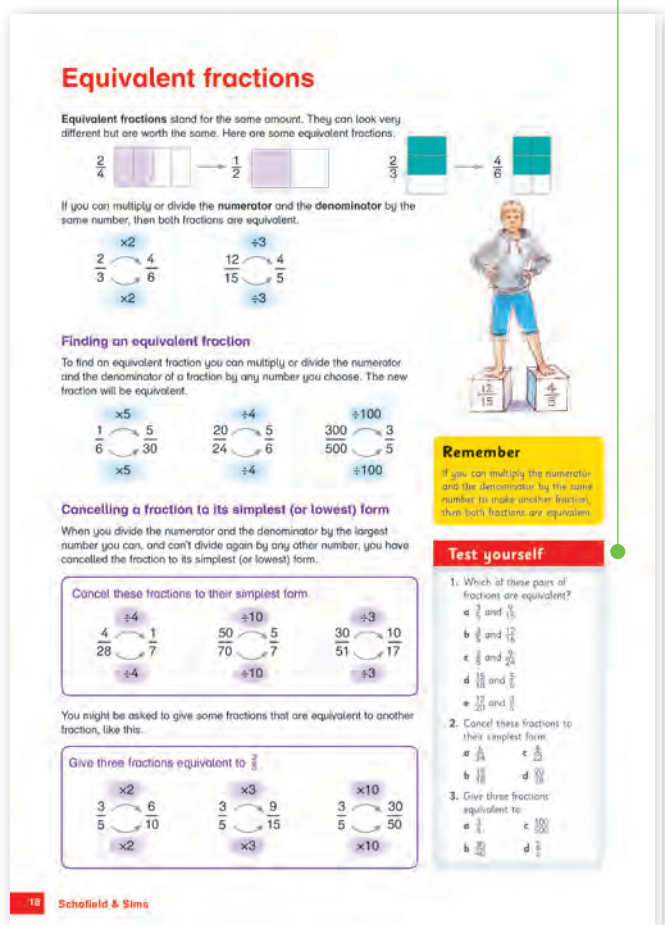 Equivalent fractions
Equivalent fractions stand for the same amount. They can look very
different but are worth the same. Here are some equivalent fractions.
2/4 → 1/2
2/3 → 4/6
If you can multiply or divide the numerator and the denominator by the
same number, then both fractions are equivalent.
×2 ÷3
2/3 4/6 12/15 4/5
×2 ÷3
12/15 4/5
Finding an equivalent fraction
To find an equivalent fraction you can multiply or divide the numerator
and the denominator of a fraction by any number you choose. The new
fraction will be equivalent.
×5 ÷4 ÷100
1/6 5/30 20/24 5/6 300/500 3/5
×5 ÷4 ÷100
Remember
If you can multiply the numerator
and the denominator by the same
number to make another fraction,
then both fractions are equivalent.
Cancelling a fraction to its simplest (or lowest) form
When you divide the numerator and the denominator by the largest
number you can, and can't divide again by any other number, you have
cancelled the fraction to its simplest (or lowest) form.
Cancel these fractions to their simplest form.
÷4 ÷10 ÷3
4/28 1/7 50/70 5/7 30/51 10/17
÷4 ÷10 ÷3
You might be asked to give some fractions that are equivalent to another
fraction, like this.
Give three fractions equivalent to
×2 ×3 ×10
3/5 6/10 3/5 9/15 3/5 30/50
×2 ×3 ×10
Test yourself
1. Which of these pairs of
fractions are equivalent?
a and
b and
c and
d and
e and
2. Cancel these fractions to
their simplest form.
a c
b d
3. Give three fractions
equivalent to:
a c
b d
18 Schofield & Sims